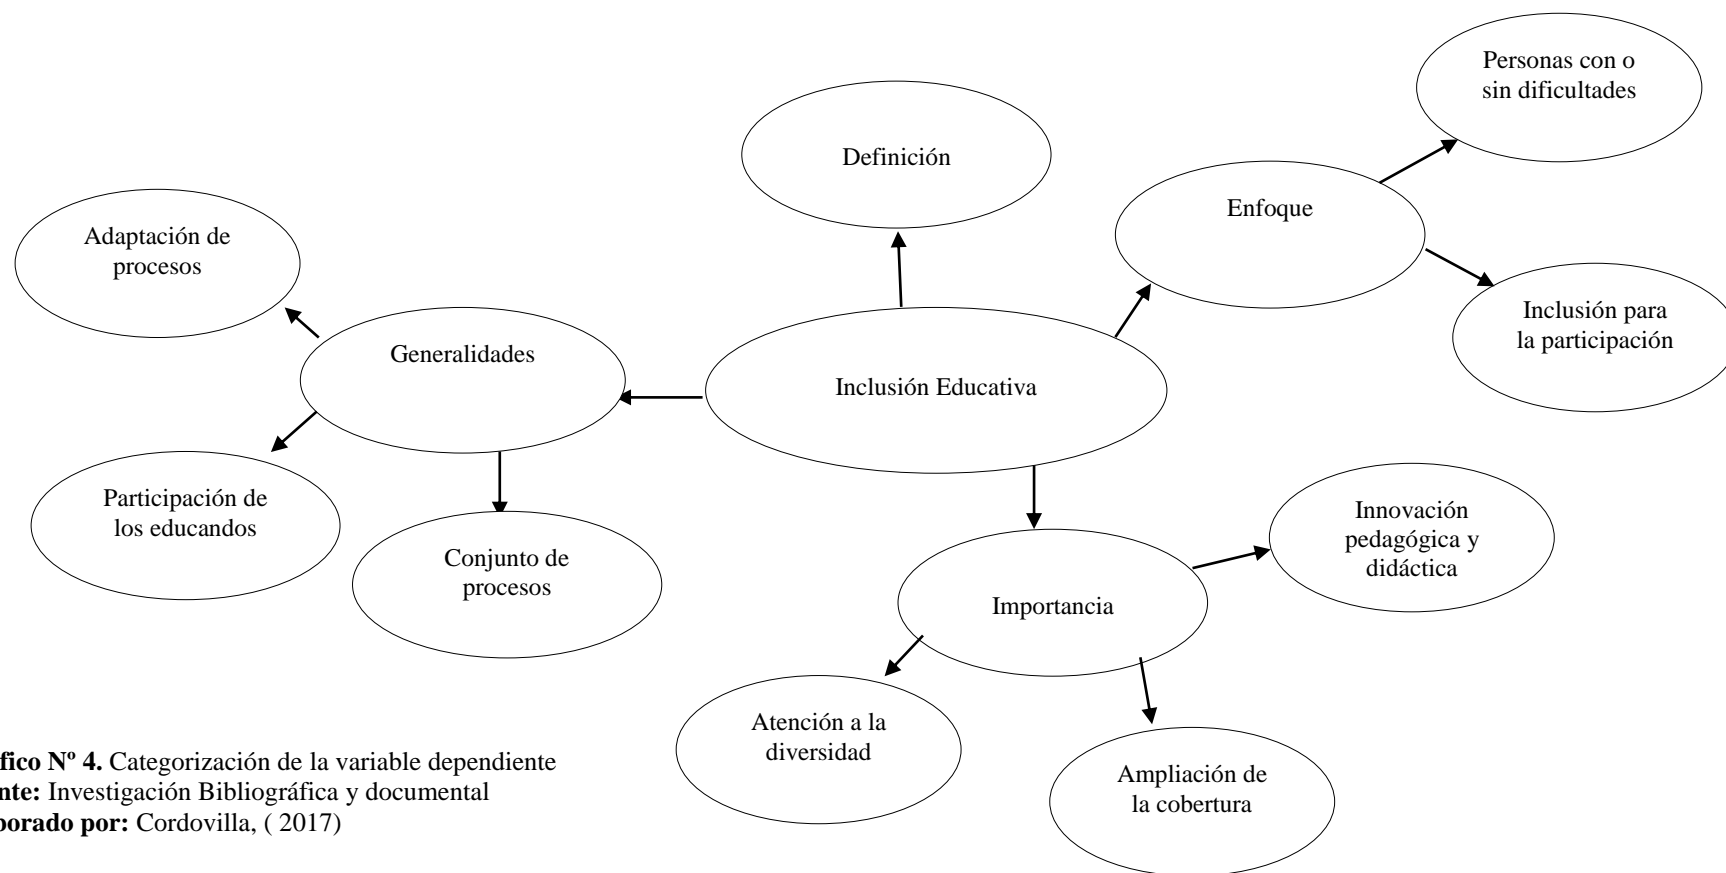 Personas con o
sin dificultades
Definición
Enfoque
Adaptación de
procesos
Inclusión para
la participación
Generalidades
Inclusión Educativa
Participación de
los educandos
Innovación
pedagógica y
didáctica
Conjunto de
procesos
Importancia
Atención a la
diversidad
Ampliación de
la cobertura
fico Nº 4. Categorización de la variable dependiente
nte: Investigación Bibliográfica y documental
borado por: Cordovilla, ( 2017)